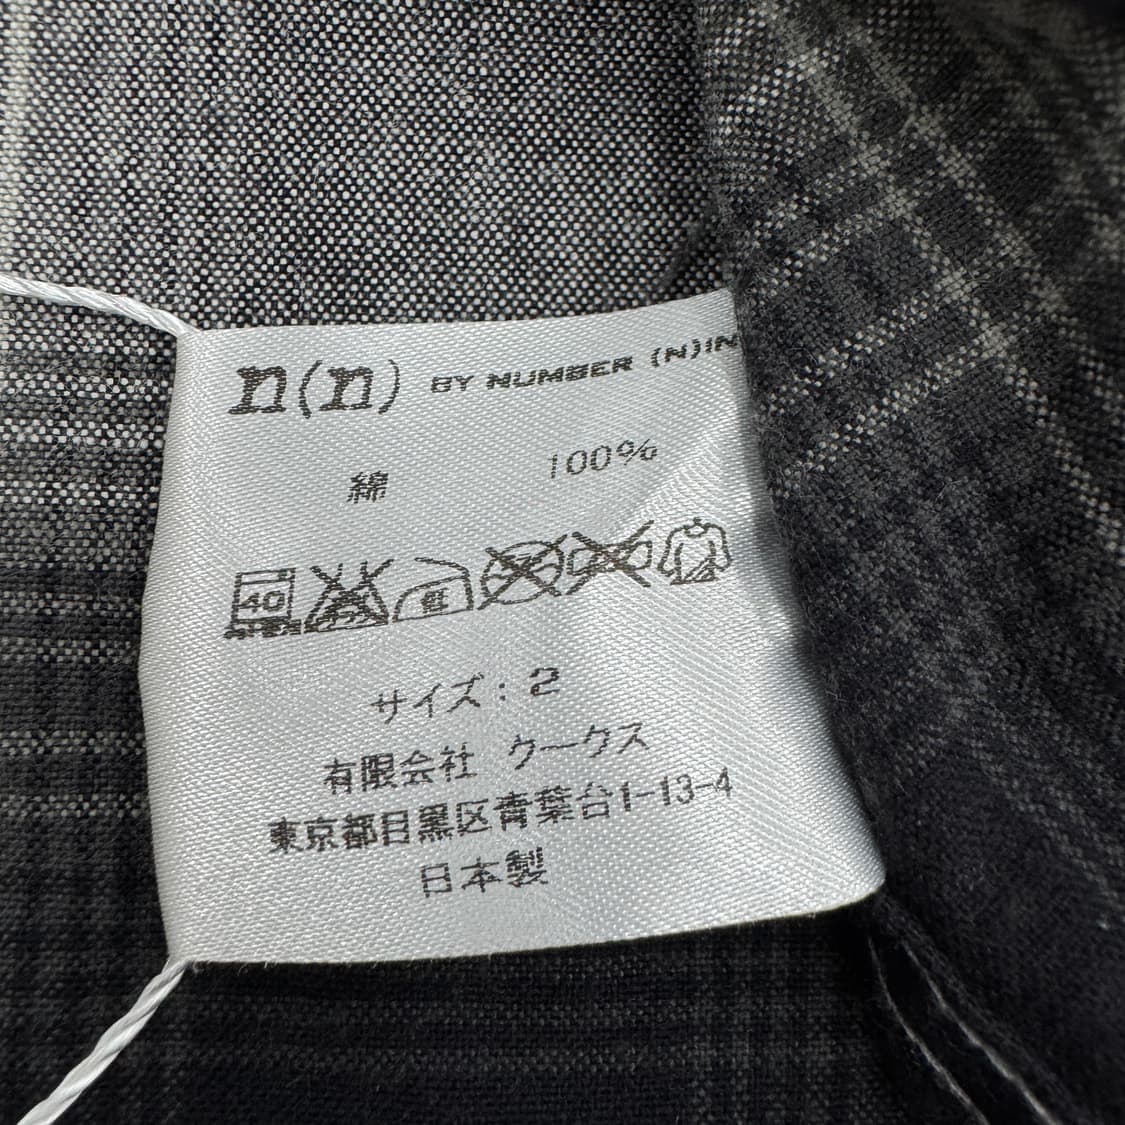 n(n) BY NUMBER (N)IN
綿 100%
40
サイズ: 2
有限会社 クークス
東京都目黒区青葉台1-13-4
日本製